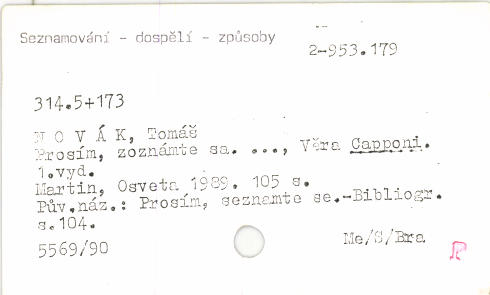 Seznamování - dospělí - způsoby
2-953.179
314.5+173
N O V Á K, Tomáš
Prosím, zoznámte sa. ..., Věra Capponi.
1.vyd.
Martin, Osveta 1989. 105 s.
Pův.náz.: Prosím, seznamte se.-Bibliogr.
s.104.
5569/90
Me/S/Bra
P